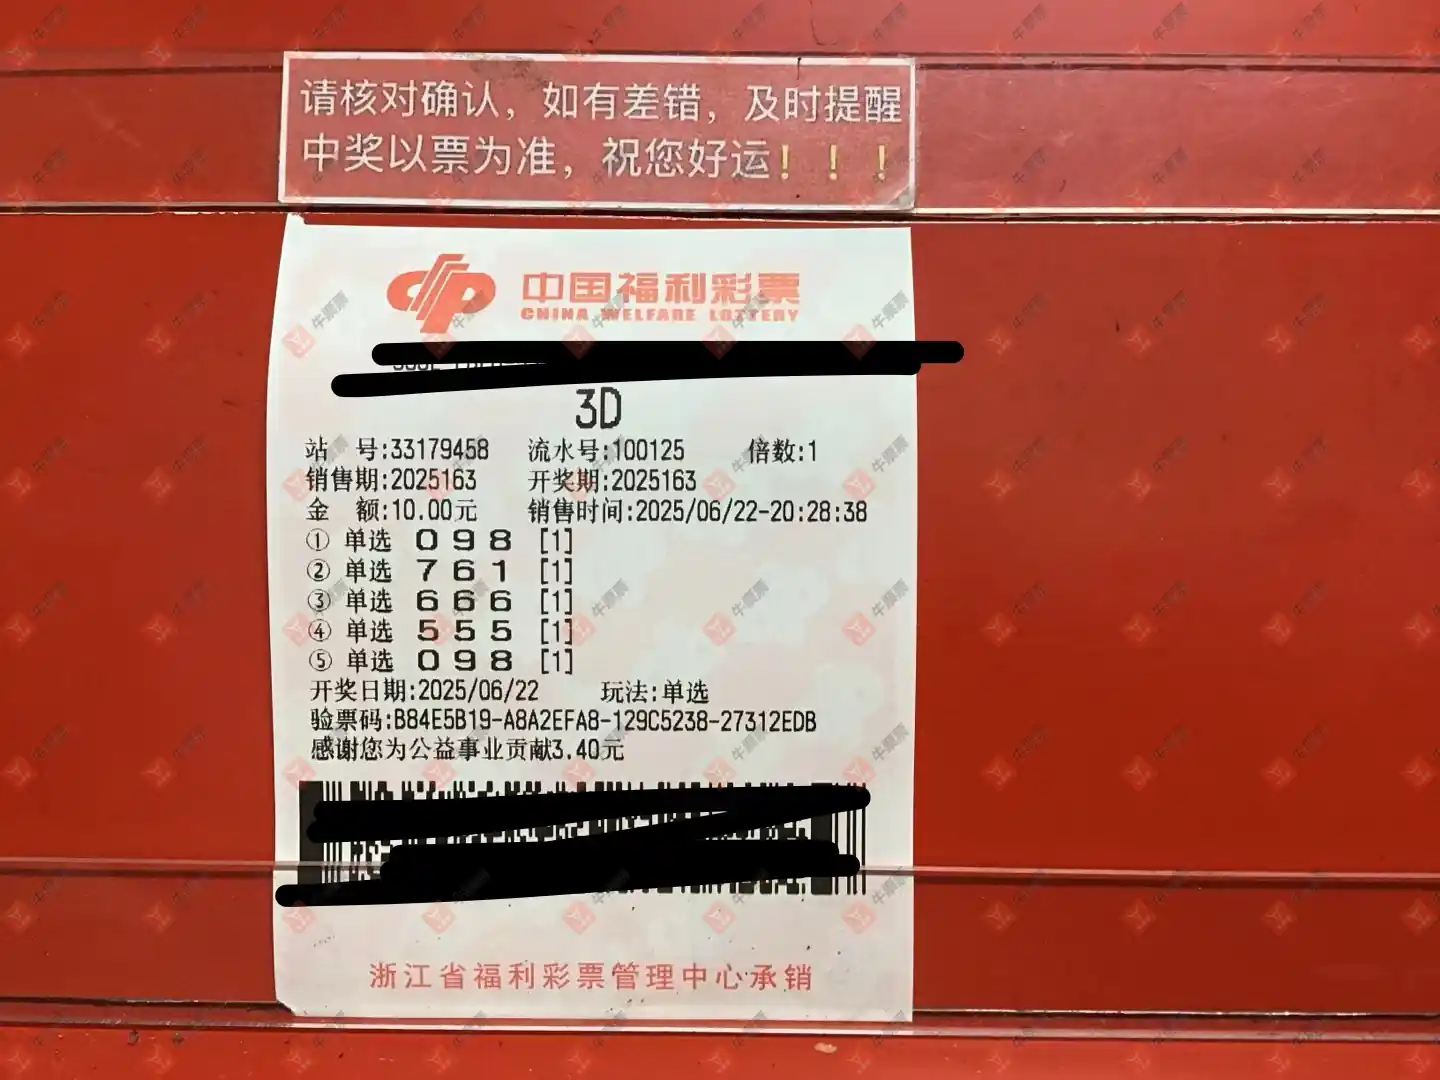 请核对确认，如有差错，及时提醒
中奖以票为准，祝您好运！！！
中国福利彩票
CHINA WELFARE LOTTERY
3D
站 号:33179458 流水号:100125 倍数:1
销售期:2025163 开奖期:2025163
金 额:10.00元 销售时间:2025/06/22-20:28:38
① 单选 0 9 8 [1]
② 单选 7 6 1 [1]
③ 单选 6 6 6 [1]
④ 单选 5 5 5 [1]
⑤ 单选 0 9 8 [1]
开奖日期:2025/06/22 玩法:单选
验票码:B84E5B19-A8A2EFA8-129C5238-27312EDB
感谢您为公益事业贡献3.40元
浙江省福利彩票管理中心承销
牛票票